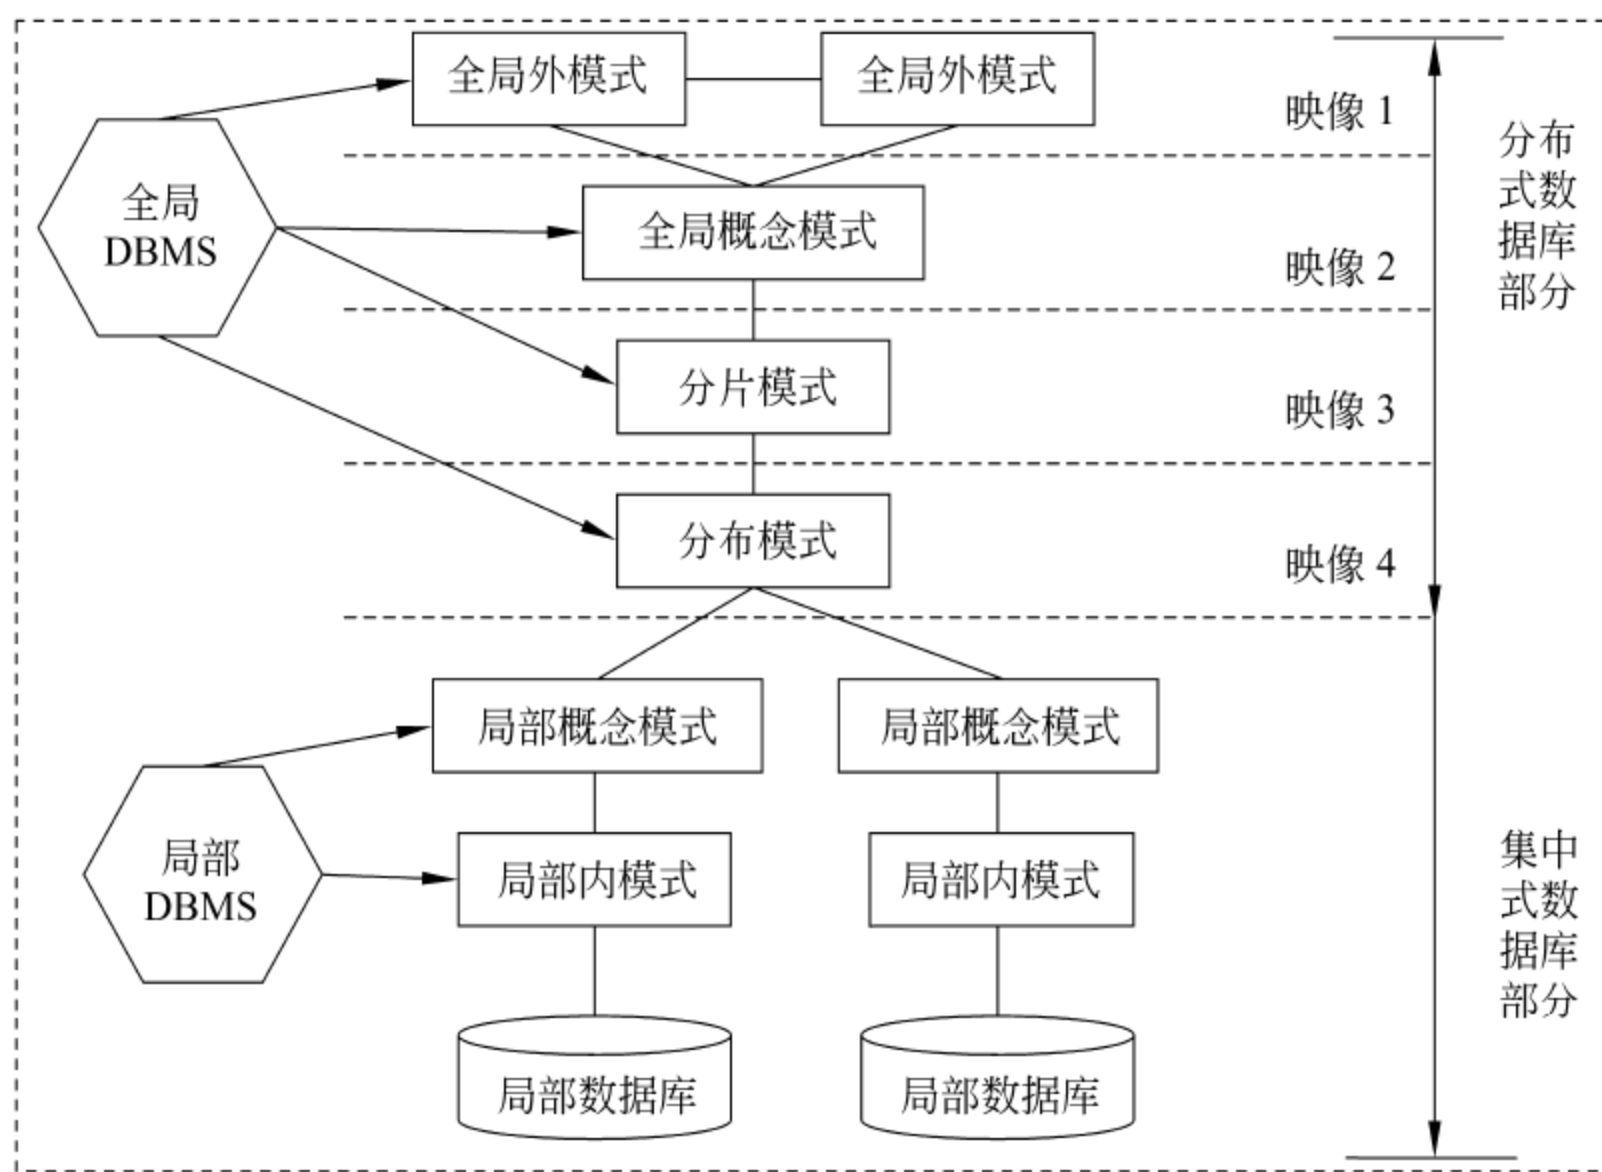 全局外模式
全局外模式
映像 1
全局
DBMS
全局概念模式
映像 2
分布
式数
据库
部分
分片模式
映像 3
分布模式
映像 4
局部概念模式
局部概念模式
局部
DBMS
局部内模式
局部内模式
集中
式数
据库
部分
局部数据库
局部数据库